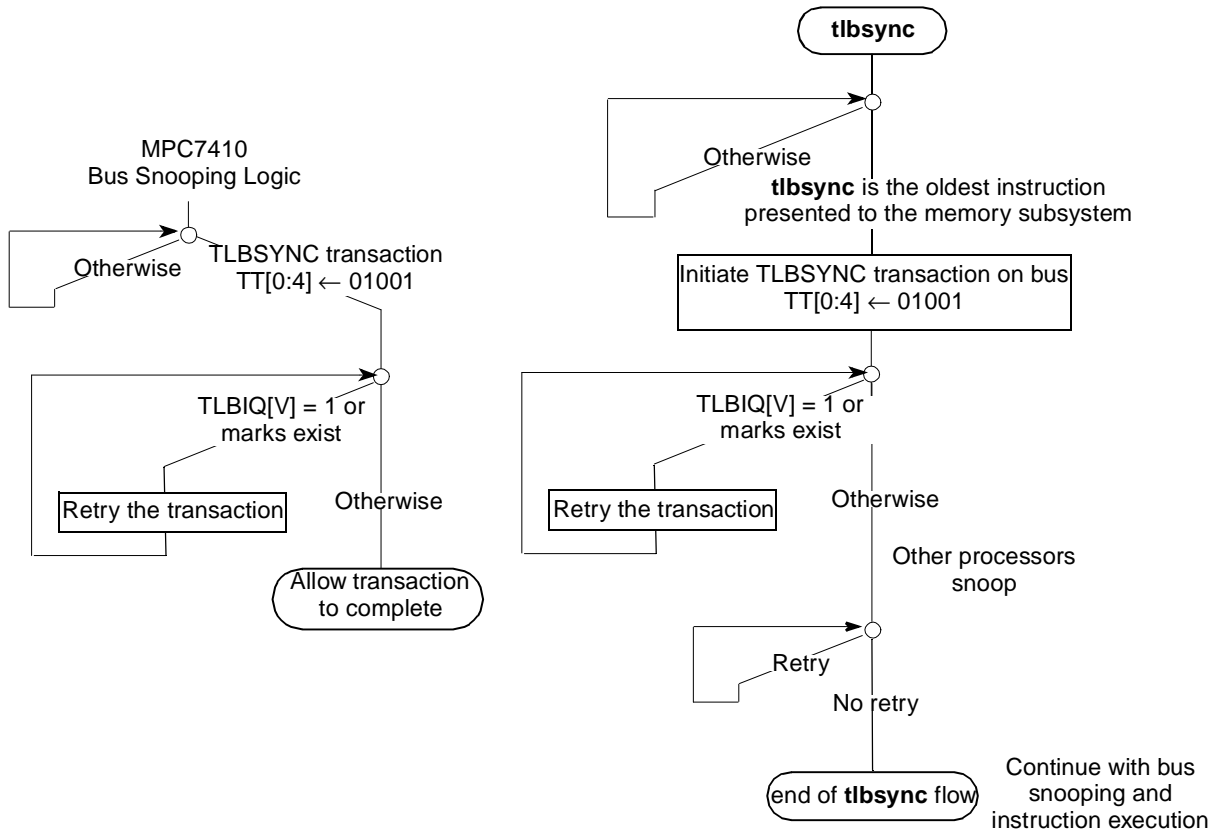 MPC7410
Bus Snooping Logic
Otherwise
TLBSYNC transaction
TT[0:4] ← 01001
TLBIQ[V] = 1 or
marks exist
Retry the transaction
Otherwise
Allow transaction
to complete
tlbsync
Otherwise
tlbsync is the oldest instruction
presented to the memory subsystem
Initiate TLBSYNC transaction on bus
TT[0:4] ← 01001
TLBIQ[V] = 1 or
marks exist
Retry the transaction
Otherwise
Other processors
snoop
Retry
No retry
end of tlbsync flow
Continue with bus
snooping and
instruction execution